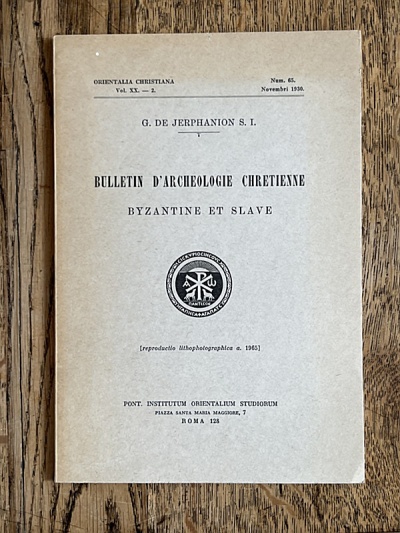 ORIENTALIA CHRISTIANA
Vol. XX. — 2.
Num. 65.
Novembri 1930.
G. DE JERPHANION S. I.
BULLETIN D'ARCHEOLOGIE CHRETIENNE
BYZANTINE ET SLAVE
Α Ω
[reproductio lithophotographica a. 1965]
PONT. INSTITUTUM ORIENTALIUM STUDIORUM
PIAZZA SANTA MARIA MAGGIORE, 7
ROMA 128